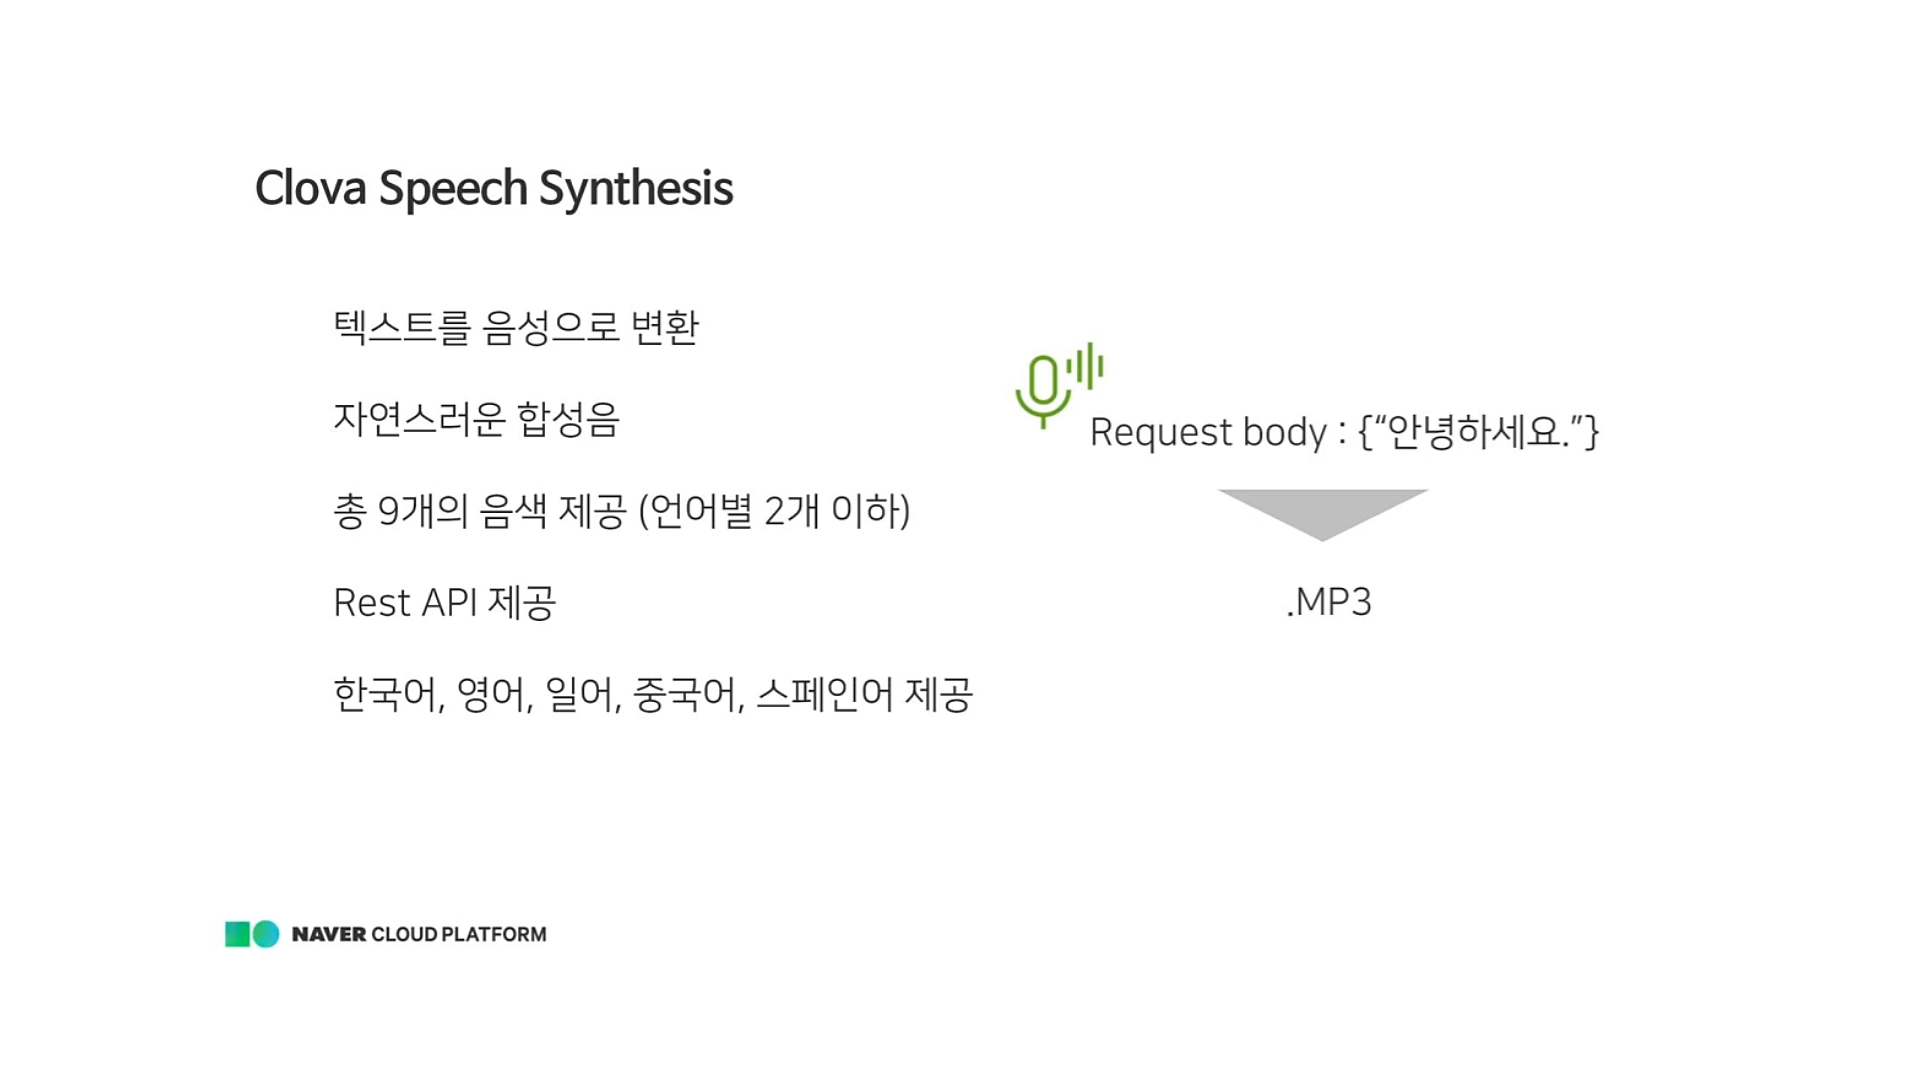 Clova Speech Synthesis
텍스트를 음성으로 변환
자연스러운 합성음
총 9개의 음색 제공 (언어별 2개 이하)
Rest API 제공
한국어, 영어, 일어, 중국어, 스페인어 제공
Request body : {“안녕하세요.”}
.MP3
NAVER CLOUD PLATFORM